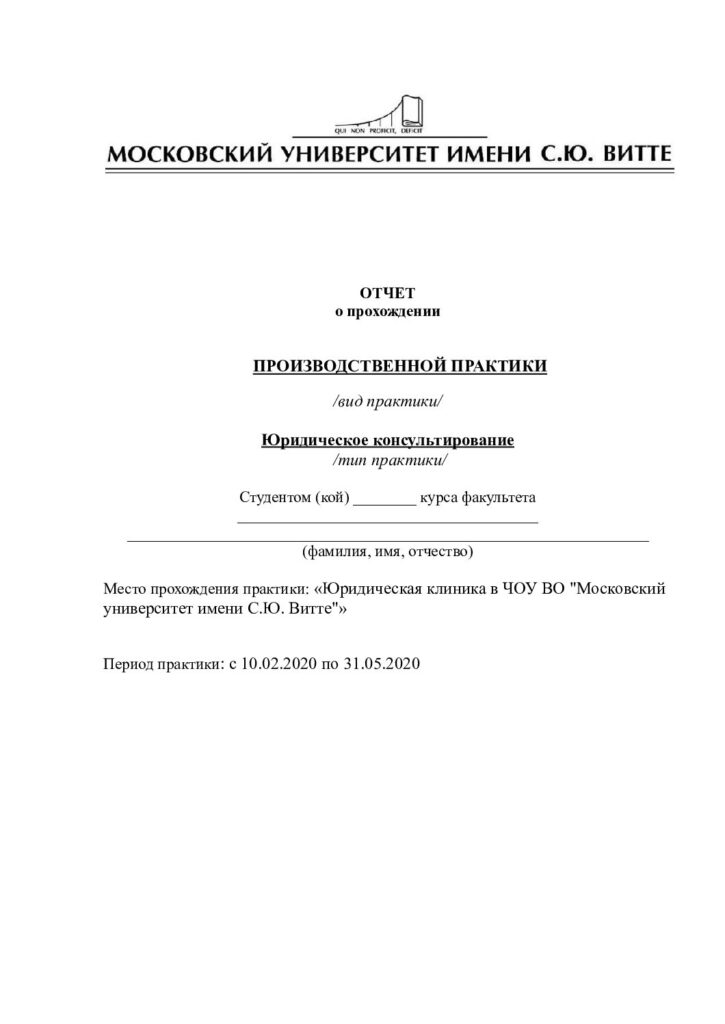 QUI NON PROFICIT, DEFICIT
МОСКОВСКИЙ УНИВЕРСИТЕТ ИМЕНИ С.Ю. ВИТТЕ
ОТЧЕТ
о прохождении
ПРОИЗВОДСТВЕННОЙ ПРАКТИКИ
/вид практики/
Юридическое консультирование
/тип практики/
Студентом (кой) ________ курса факультета
(фамилия, имя, отчество)
Место прохождения практики: «Юридическая клиника в ЧОУ ВО "Московский
университет имени С.Ю. Витте"»
Период практики: с 10.02.2020 по 31.05.2020